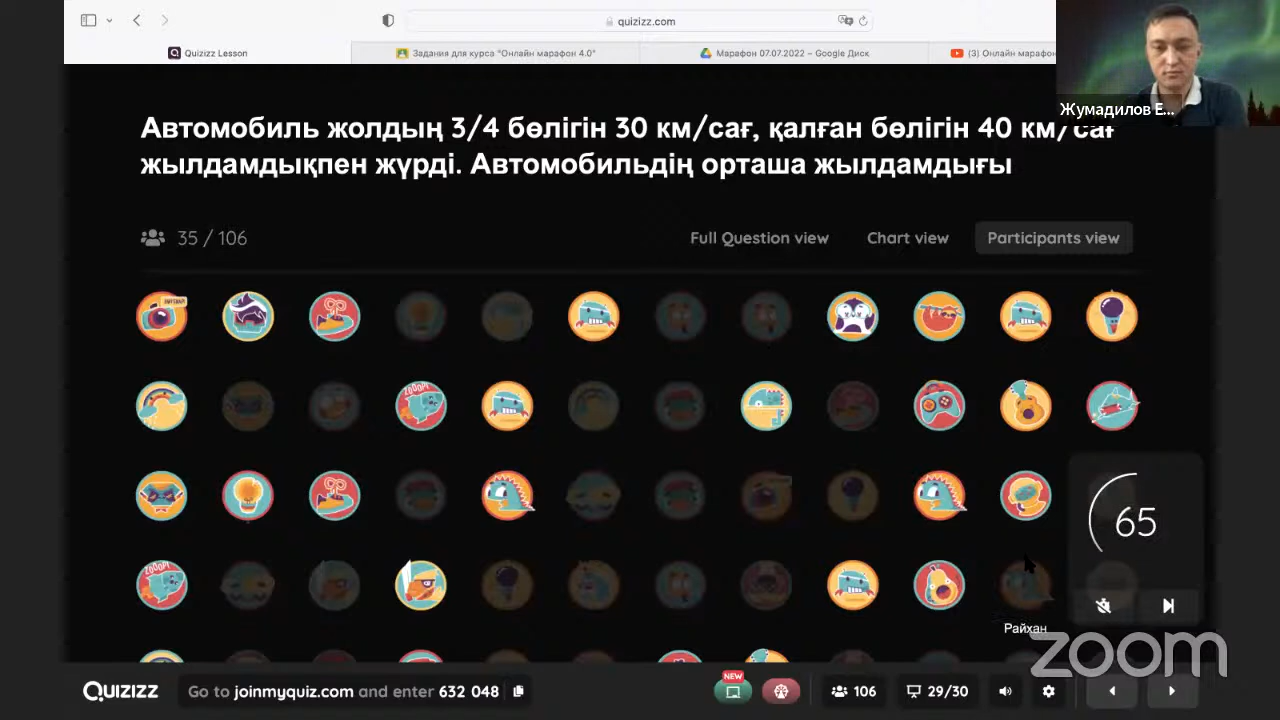 quizizz.com
Quizizz Lesson
Задания для курса "Онлайн марафон 4.0"
Марафон 07.07.2022 – Google Диск
(3) Онлайн марафон
Жумадилов Е...
Автомобиль жолдың 3/4 бөлігін 30 км/сағ, қалған бөлігін 40 км/сағ
жылдамдықпен жүрді. Автомобильдің орташа жылдамдығы
35 / 106
Full Question view
Chart view
Participants view
ZOOOP!
65
ZOOOP!
Райхан
zoom
Quizizz
Go to joinmyquiz.com and enter 632 048
NEW
106
29/30